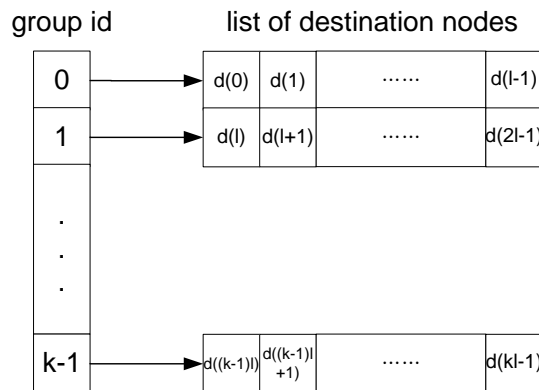 group id list of destination nodes
0 d(0) d(1) ...... d(l-1)
1 d(l) d(l+1) ...... d(2l-1)
.
.
.
k-1 d((k-1)l) d((k-1)l ...... d(kl-1)
+1)